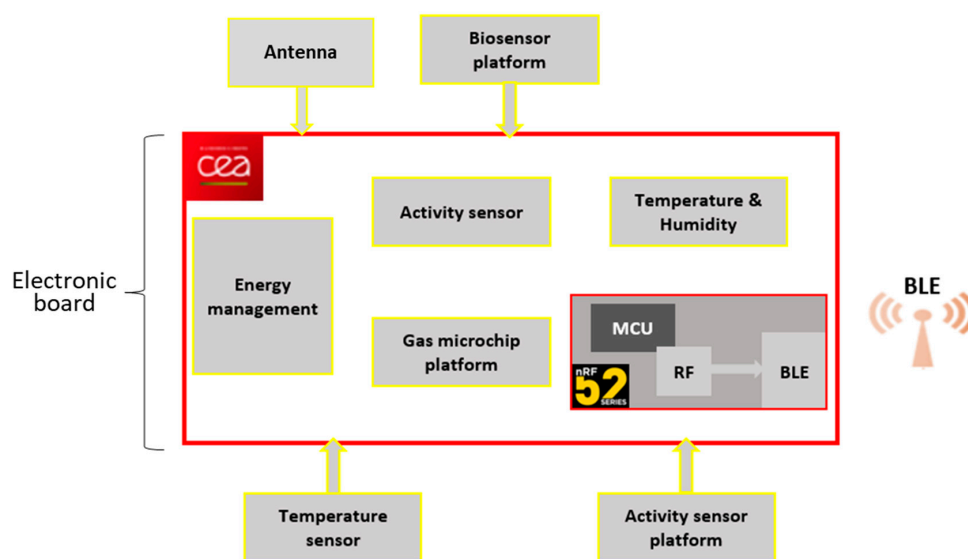 Antenna
Biosensor
platform
cea
Activity sensor
Temperature &
Humidity
Electronic
board
Energy
management
Gas microchip
platform
MCU
RF
BLE
nRF
52
SERIES
BLE
Temperature
sensor
Activity sensor
platform